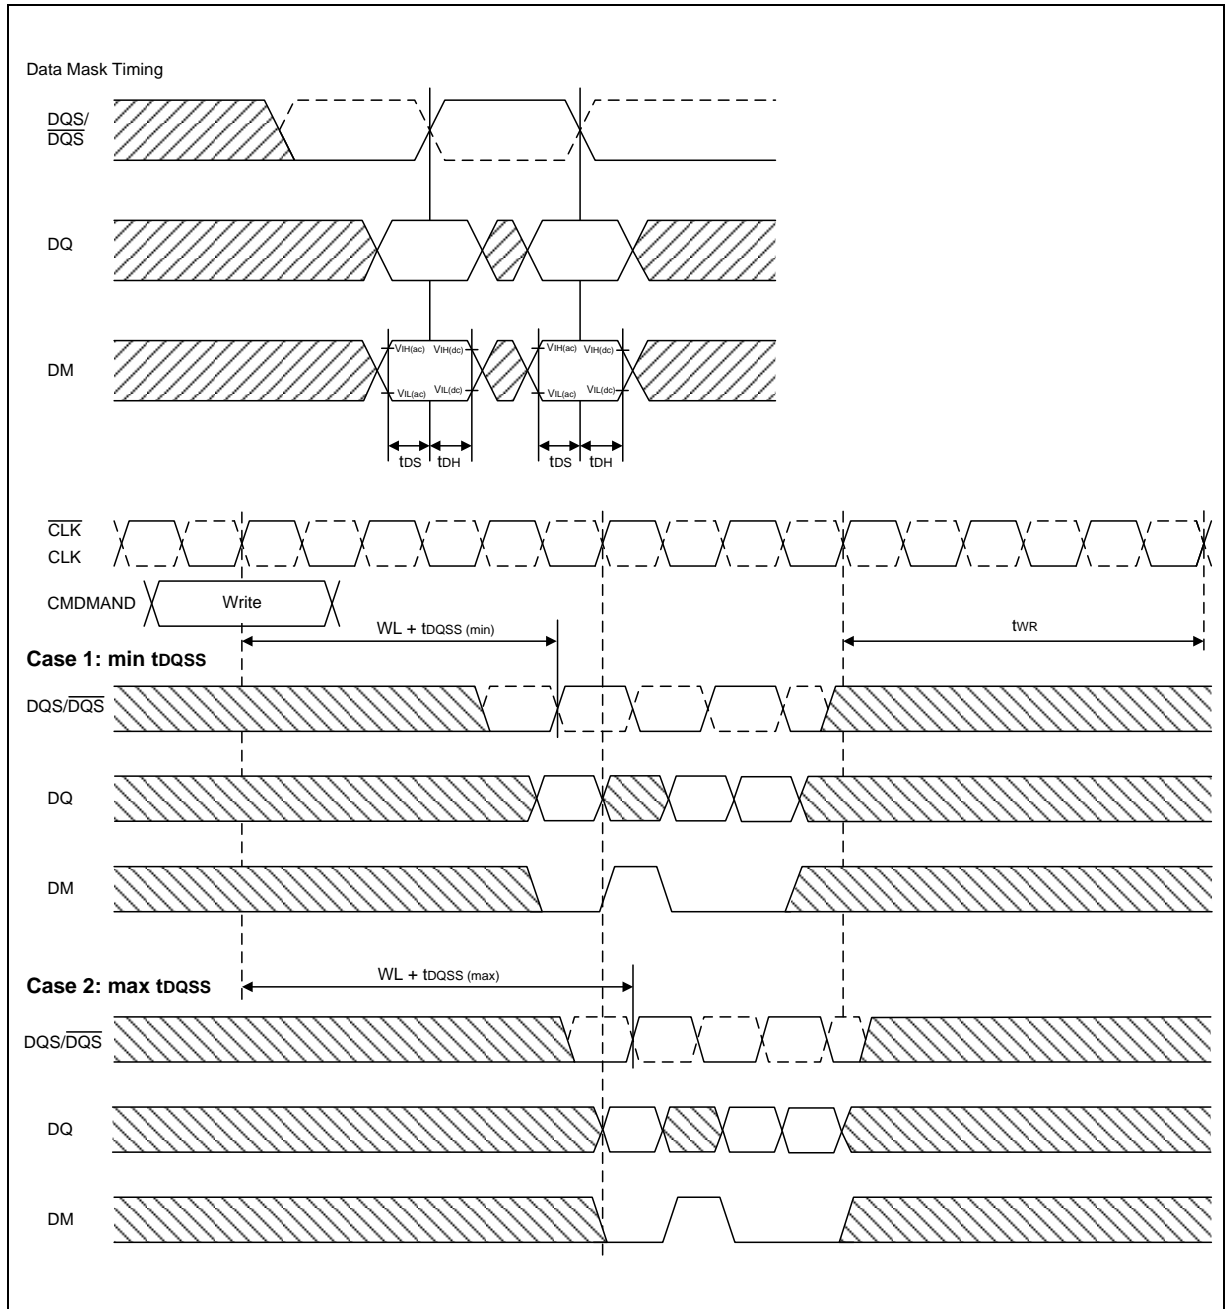 Data Mask Timing
DQS/
DQS
DQ
DM
VIH(ac) VIH(dc) VIH(ac) VIH(dc)
VIL(ac) VIL(dc) VIL(ac) VIL(dc)
tDS tDH tDS tDH
CLK
CLK
CMDMAND Write
WL + tDQSS (min) tWR
Case 1: min tDQSS
DQS/DQS
DQ
DM
WL + tDQSS (max)
Case 2: max tDQSS
DQS/DQS
DQ
DM